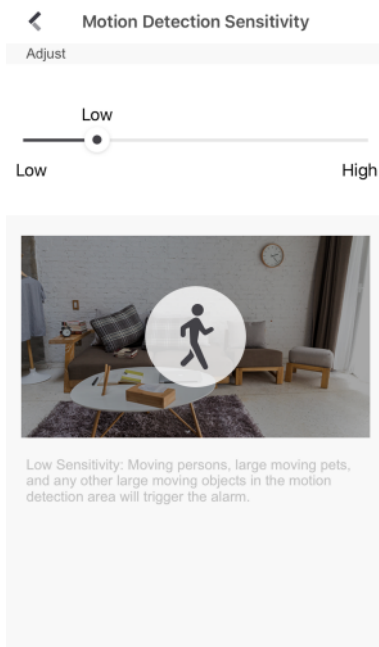 Motion Detection Sensitivity
Adjust
Low
Low High
Low Sensitivity: Moving persons, large moving pets,
and any other large moving objects in the motion
detection area will trigger the alarm.